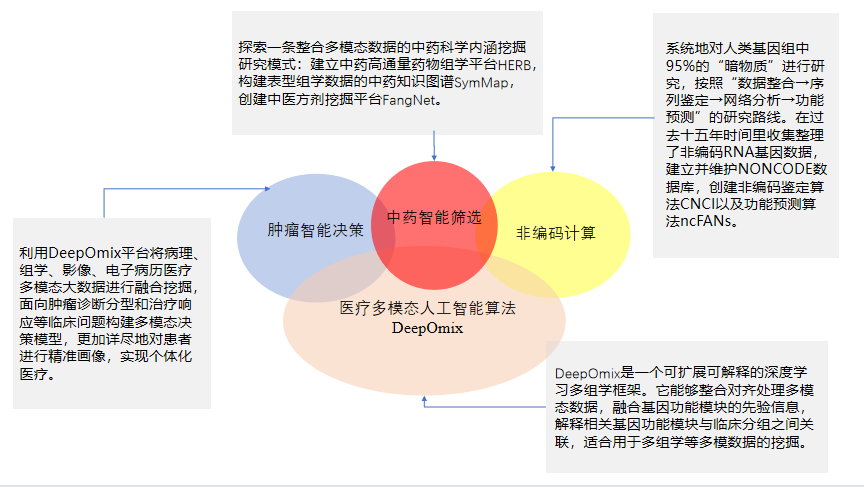 探索一条整合多模态数据的中药科学内涵挖掘
研究模式：建立中药高通量药物组学平台HERB，
构建表型组学数据的中药知识图谱SymMap，
创建中医方剂挖掘平台FangNet。
系统地对人类基因组中
95%的“暗物质”进行研
究，按照“数据整合→序
列鉴定→网络分析→功能
预测”的研究路线。在过
去十五年时间里收集整理
了非编码RNA基因数据，
建立并维护NONCODE数
据库，创建非编码鉴定算
法CNCI以及功能预测算
法ncFANs。
肿瘤智能决策
中药智能筛选
非编码计算
医疗多模态人工智能算法
DeepOmix
利用DeepOmix平台将病理、
组学、影像、电子病历医疗
多模态大数据进行融合挖掘，
面向肿瘤诊断分型和治疗响
应等临床问题构建多模态决
策模型，更加详尽地对患者
进行精准画像，实现个体化
医疗。
DeepOmix是一个可扩展可解释的深度学
习多组学框架。它能够整合对齐处理多模
态数据，融合基因功能模块的先验信息，
解释相关基因功能模块与临床分组之间关
联，适合用于多组学等多模数据的挖掘。